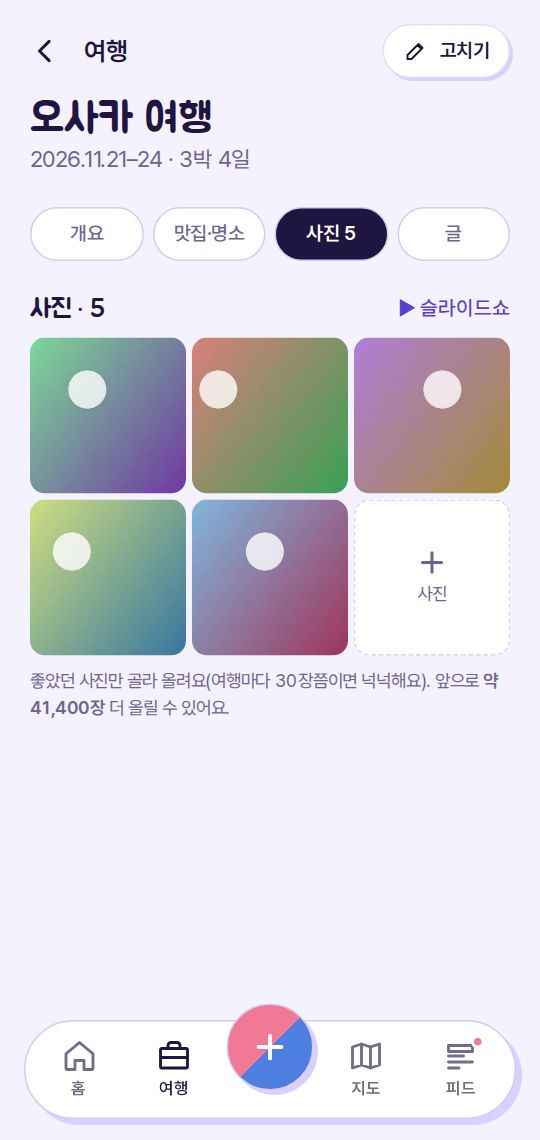 여행
고치기
오사카 여행
2026.11.21–24 · 3박 4일
개요
맛집·명소
사진 5
글
사진 · 5
▶ 슬라이드쇼
사진
좋았던 사진만 골라 올려요(여행마다 30장쯤이면 넉넉해요). 앞으로 약
41,400장 더 올릴 수 있어요.
홈
여행
지도
피드